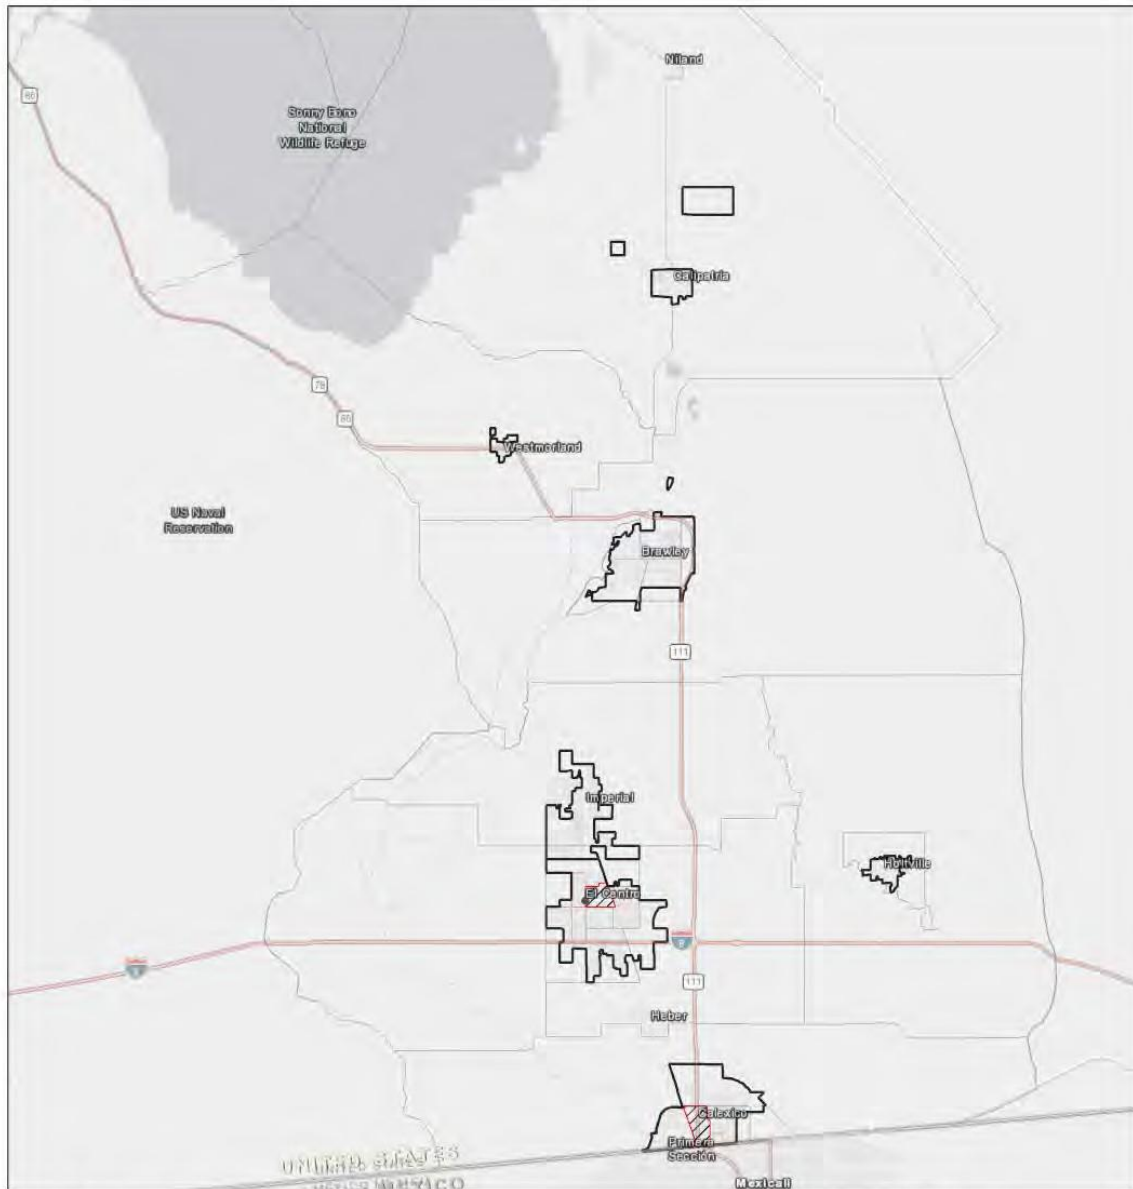 Niland
86
Sonny Bono
National
Wildlife Refuge
Calipatria
78
86
Westmorland
US Naval
Reservation
Brawley
111
Imperial
Holtville
El Centro
8
8
111
Heber
Calexico
Primera
Sección
UNITED STATES
MEXICO
Mexicali